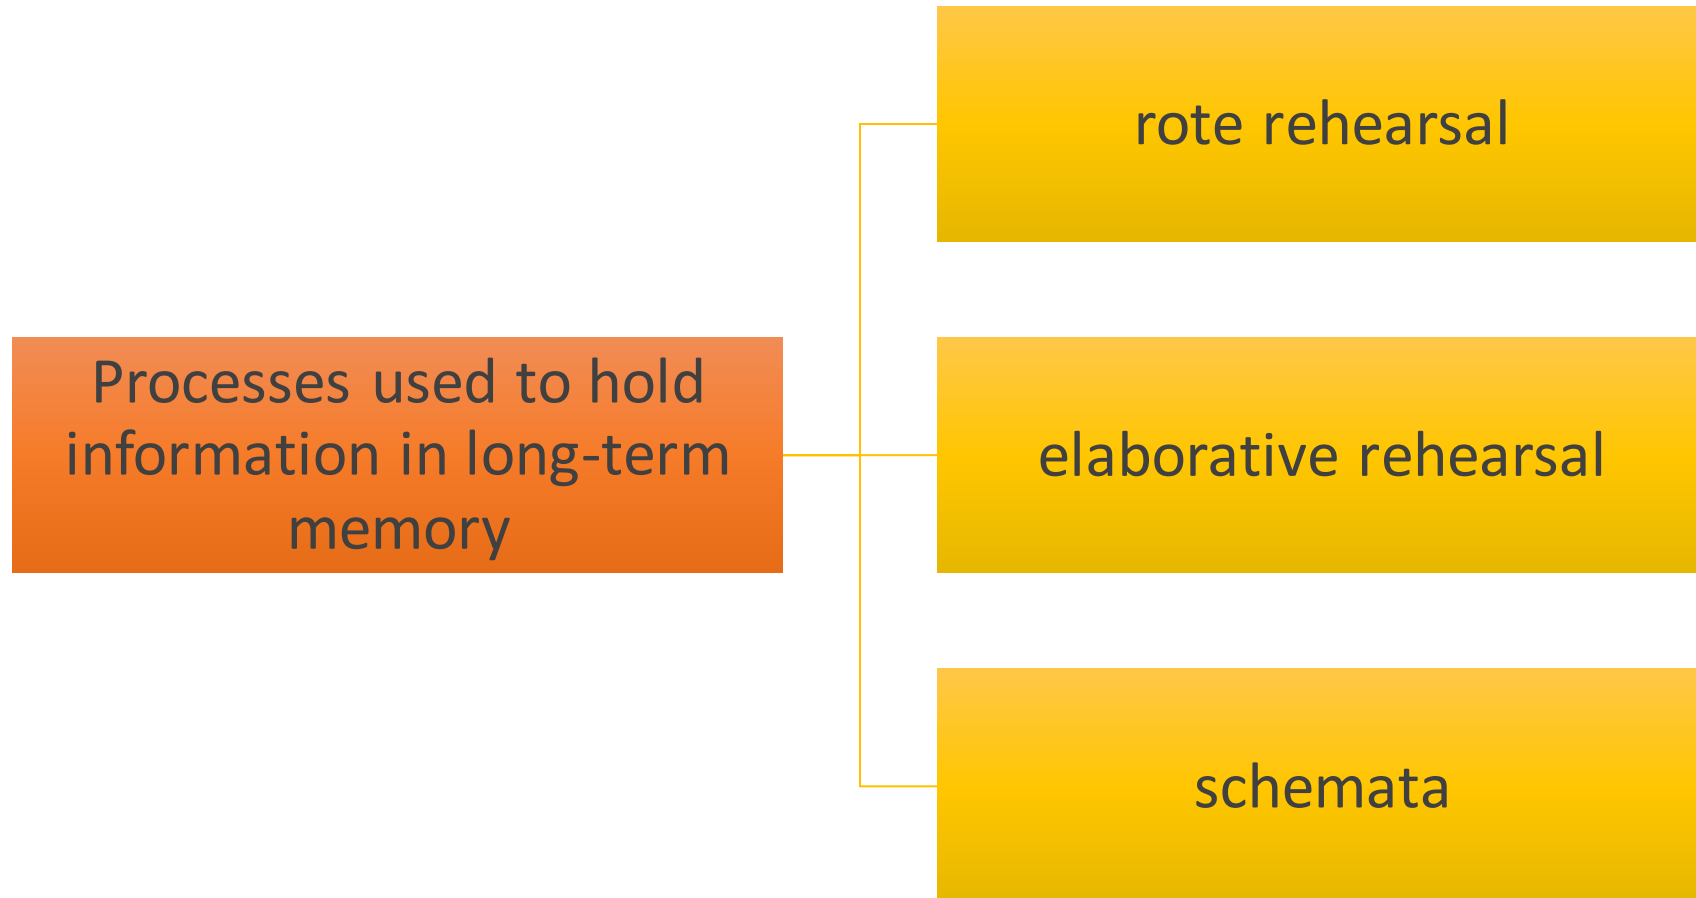 rote rehearsal
Processes used to hold
information in long-term
memory
elaborative rehearsal
schemata